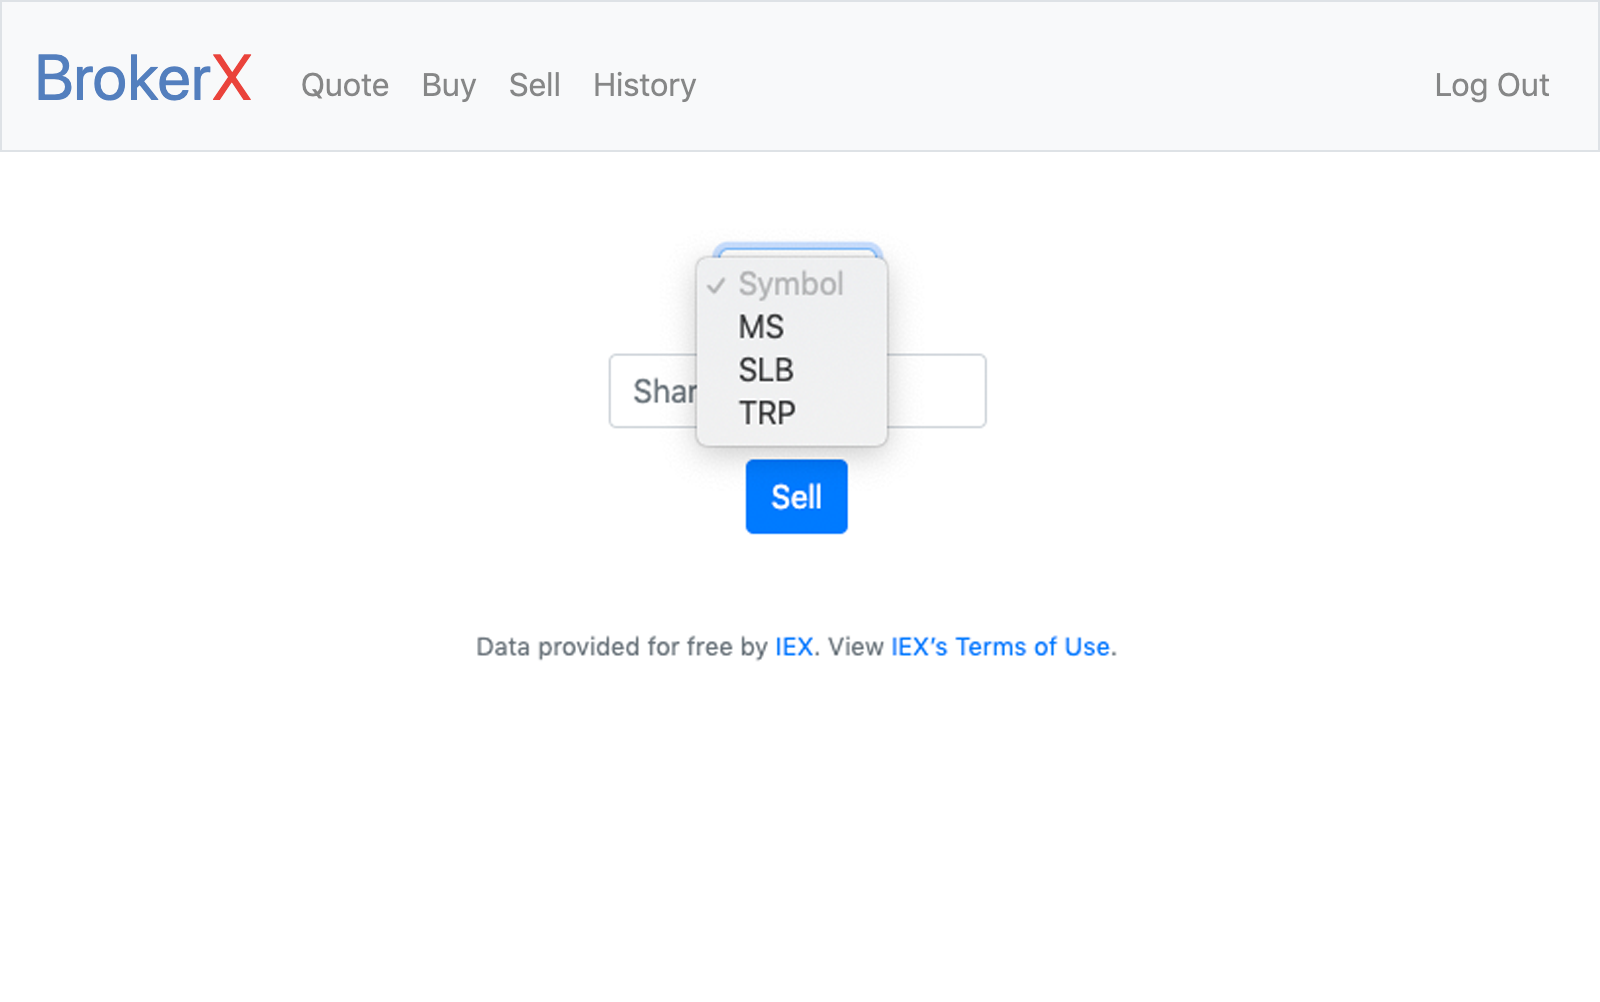 BrokerX Quote Buy Sell History Log Out
✓ Symbol
MS
SLB
TRP
Sell
Data provided for free by IEX. View IEX’s Terms of Use.